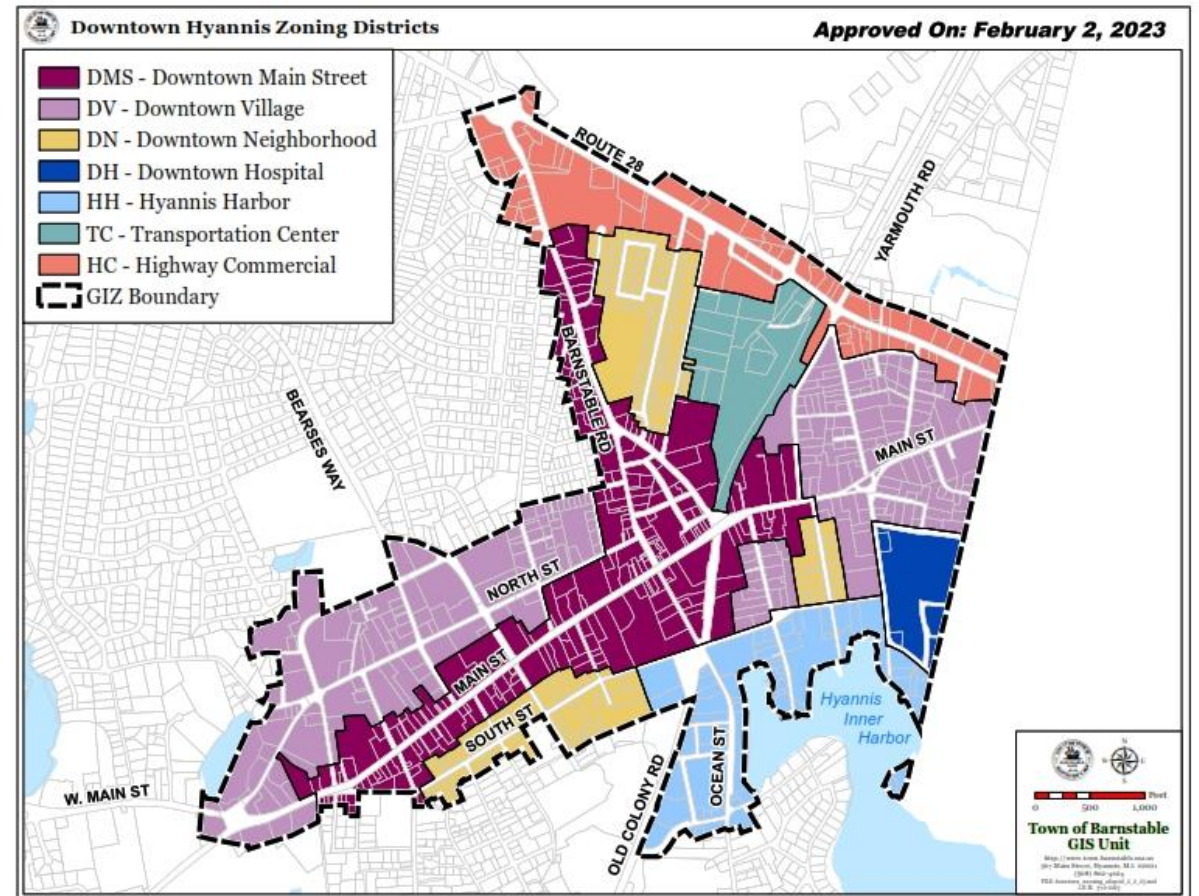 Downtown Hyannis Zoning Districts
Approved On: February 2, 2023
DMS - Downtown Main Street
DV - Downtown Village
DN - Downtown Neighborhood
DH - Downtown Hospital
HH - Hyannis Harbor
TC - Transportation Center
HC - Highway Commercial
GIZ Boundary
ROUTE 28
YARMOUTH RD
BARNSTABLE RD
BEARSES WAY
MAIN ST
NORTH ST
MAIN ST
SOUTH ST
W. MAIN ST
OLD COLONY RD
OCEAN ST
Hyannis
Inner
Harbor
N
W E
S
Feet
0 500 1,000
Town of Barnstable
GIS Unit